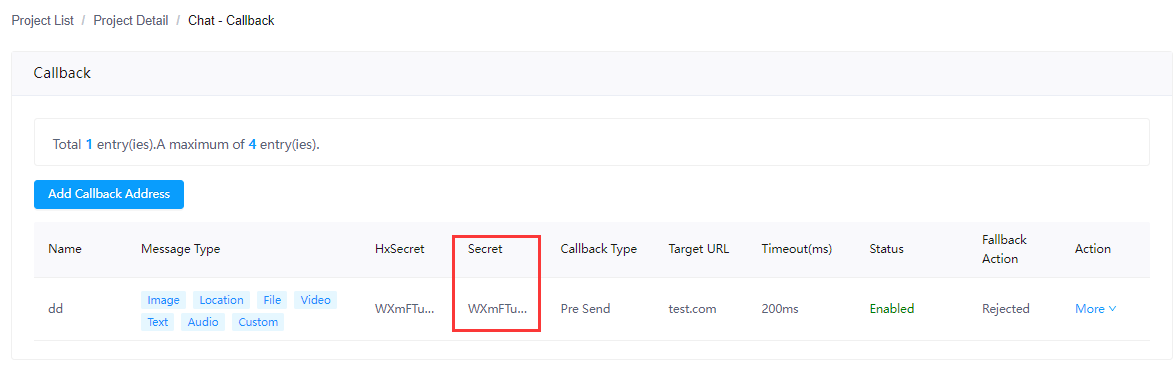 Project List / Project Detail / Chat - Callback
Callback
Total 1 entry(ies).A maximum of 4 entry(ies).
Add Callback Address
Name Message Type HxSecret Secret Callback Type Target URL Timeout(ms) Status Fallback Action Action
dd Image Location File Video Text Audio Custom WXmFTu... WXmFTu... Pre Send test.com 200ms Enabled Rejected More